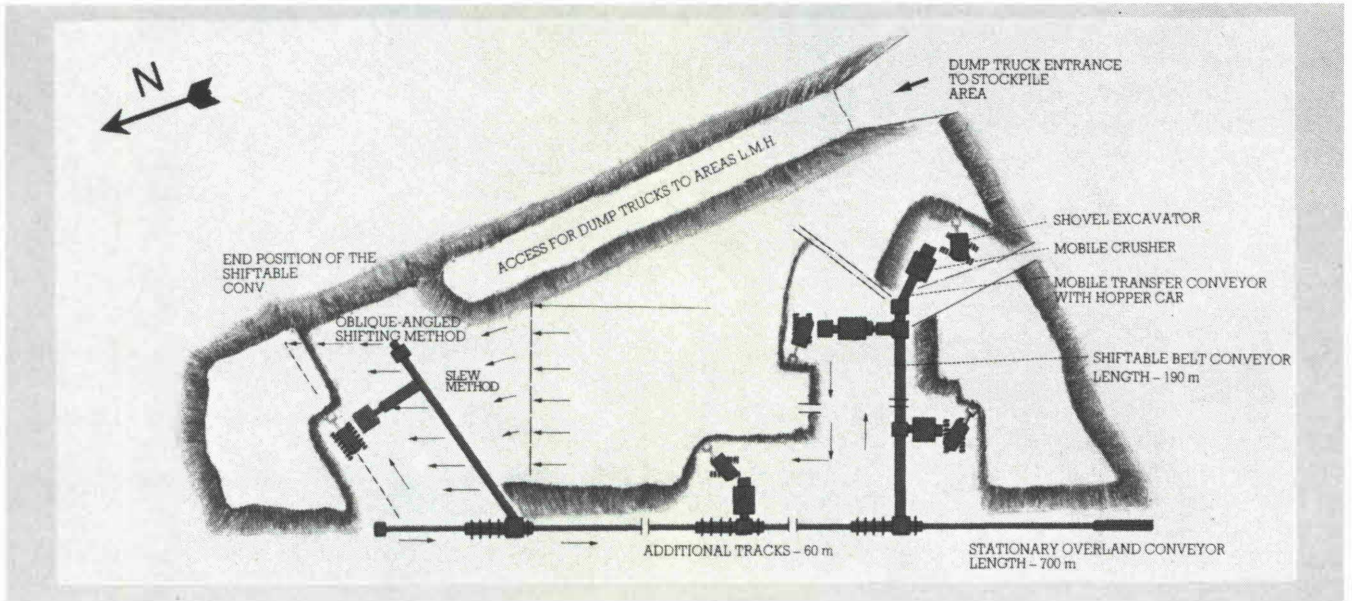 N
DUMP TRUCK ENTRANCE
TO STOCKPILE
AREA
ACCESS FOR DUMP TRUCKS TO AREAS L.M.H.
SHOVEL EXCAVATOR
MOBILE CRUSHER
MOBILE TRANSFER CONVEYOR
WITH HOPPER CAR
END POSITION OF THE
SHIFTABLE
CONV.
OBLIQUE-ANGLED
SHIFTING METHOD
SLEW
METHOD
SHIFTABLE BELT CONVEYOR
LENGTH – 190 m
ADDITIONAL TRACKS – 60 m
STATIONARY OVERLAND CONVEYOR
LENGTH – 700 m